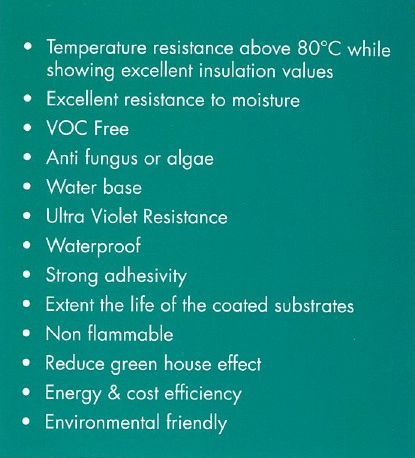 • Temperature resistance above 80°C while
showing excellent insulation values
• Excellent resistance to moisture
• VOC Free
• Anti fungus or algae
• Water base
• Ultra Violet Resistance
• Waterproof
• Strong adhesivity
• Extent the life of the coated substrates
• Non flammable
• Reduce green house effect
• Energy & cost efficiency
• Environmental friendly